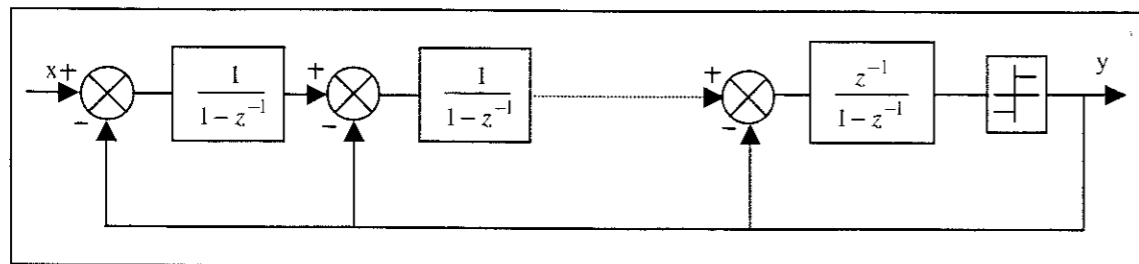 x+ - 1 / 1 - z⁻¹ + - 1 / 1 - z⁻¹ + - z⁻¹ / 1 - z⁻¹ y